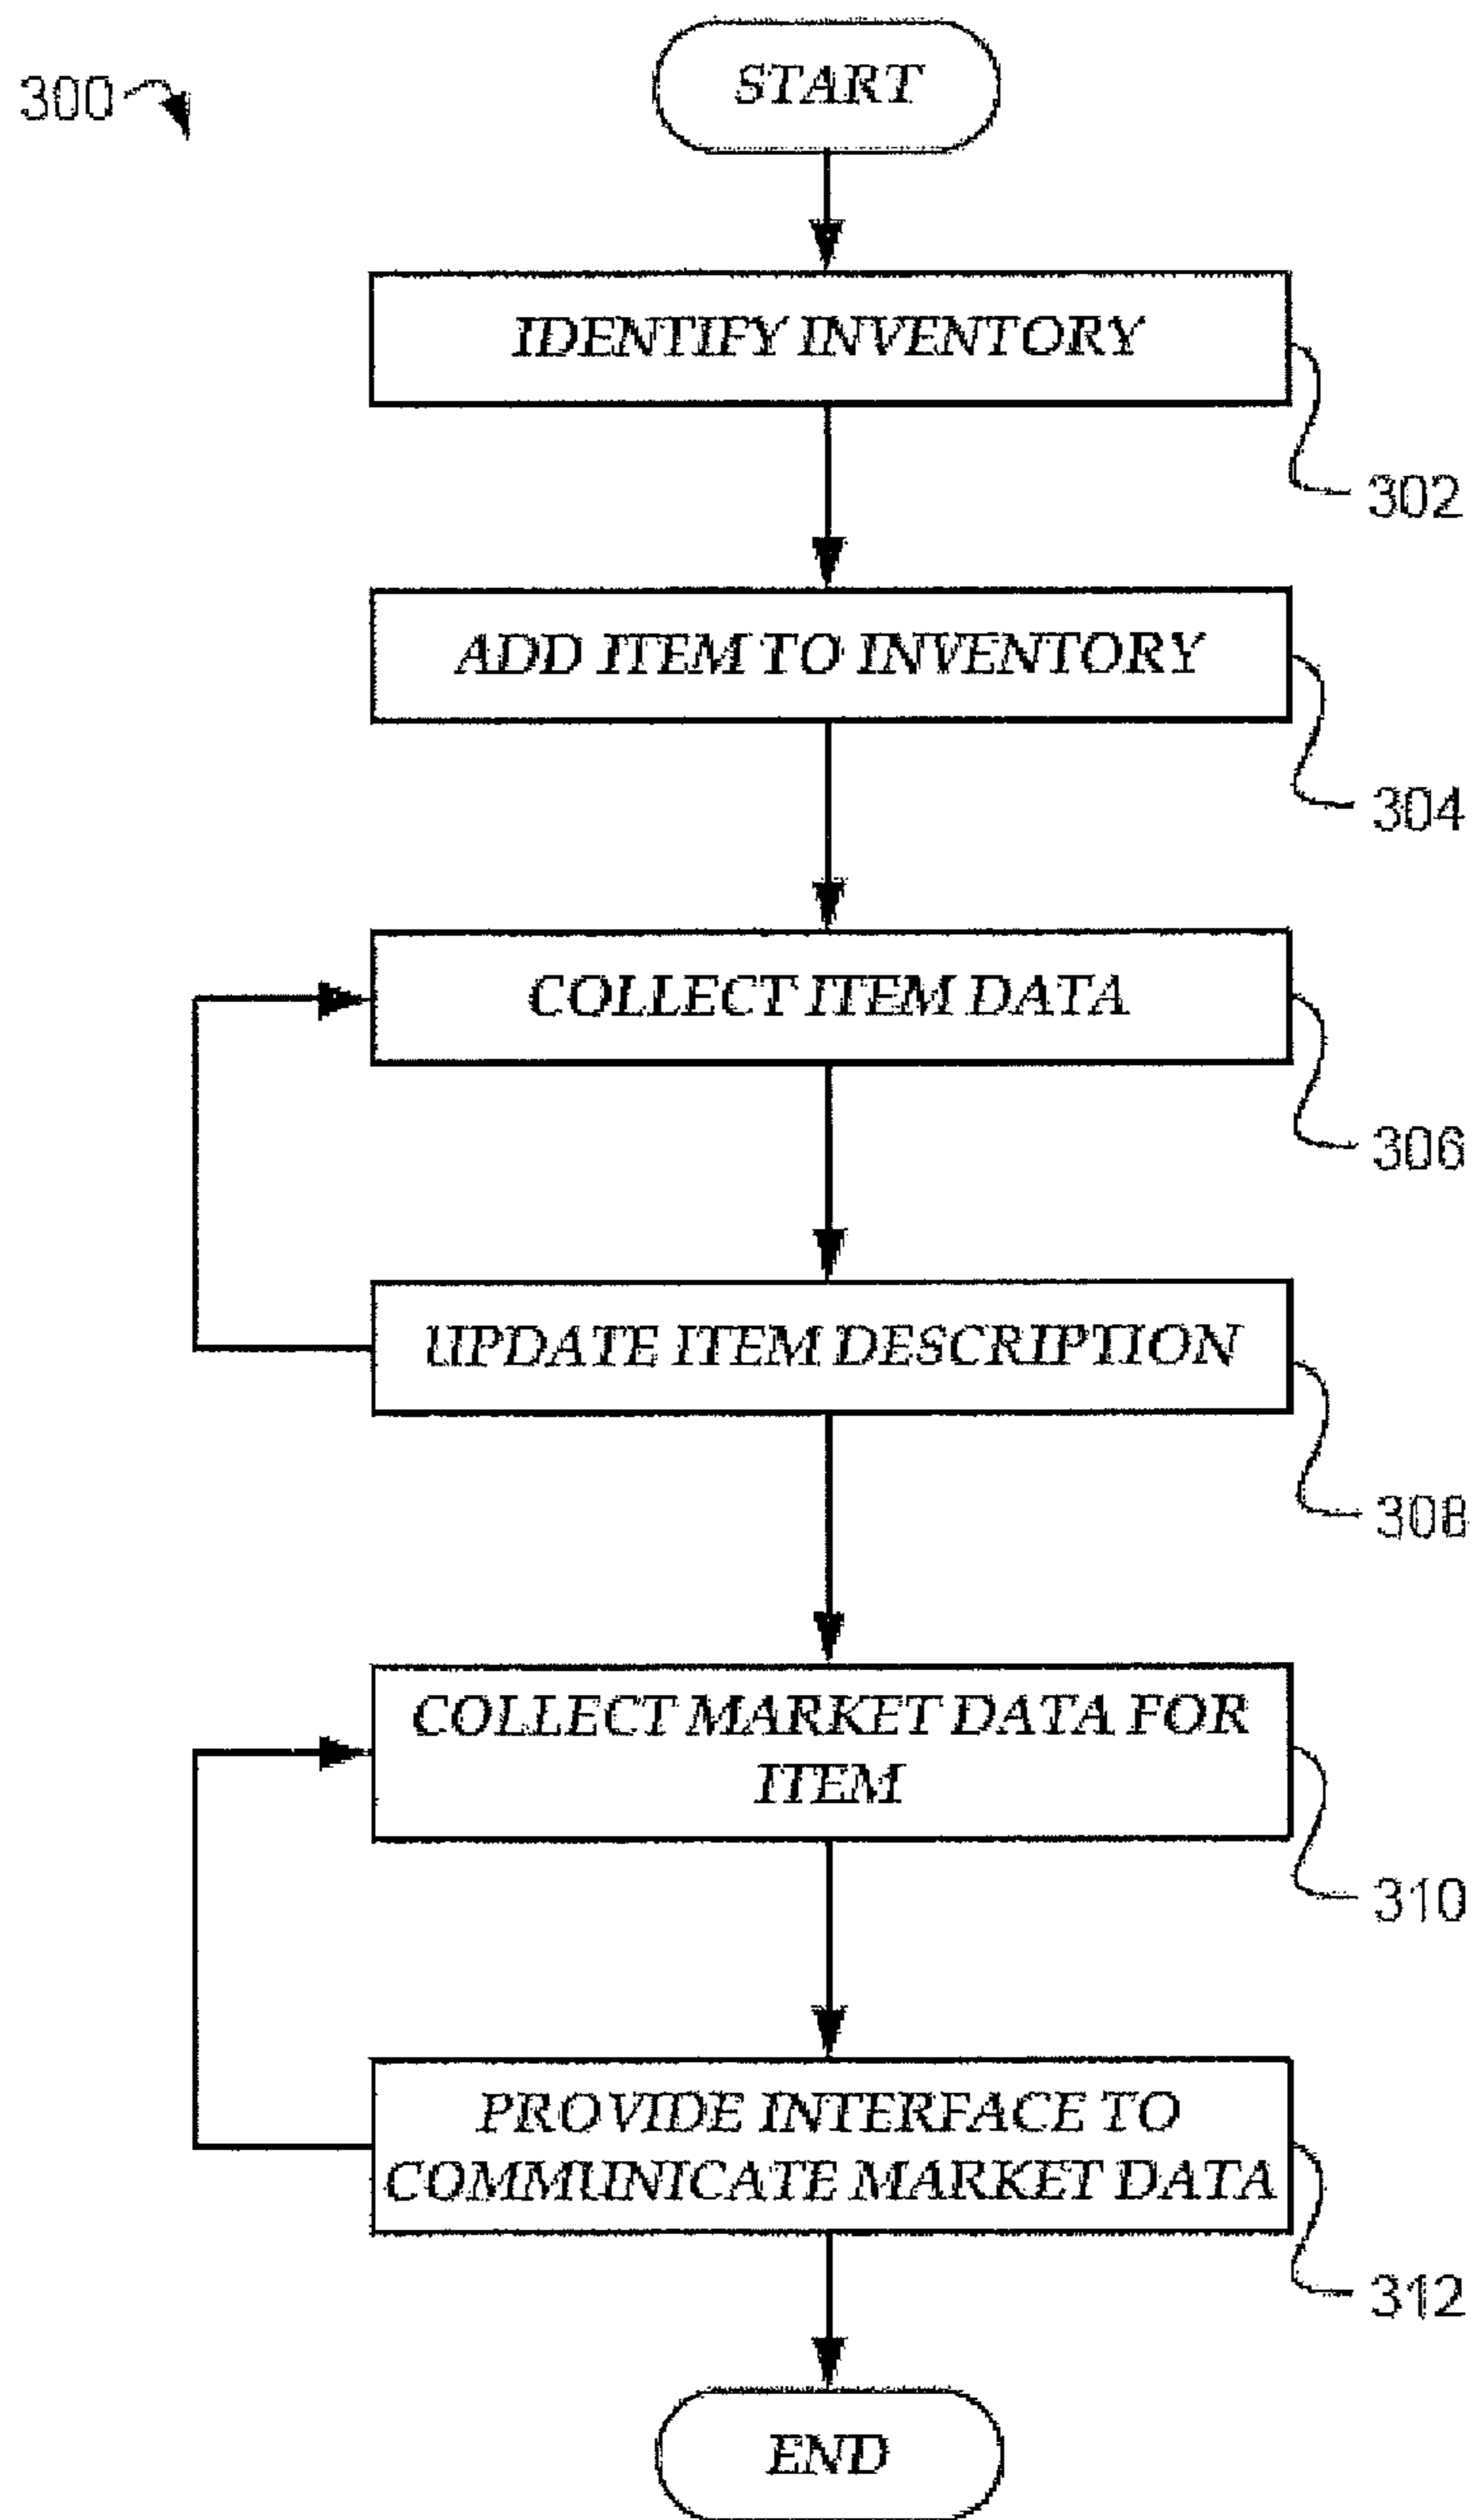 300
START
IDENTIFY INVENTORY
302
ADD ITEM TO INVENTORY
304
COLLECT ITEM DATA
306
UPDATE ITEM DESCRIPTION
308
COLLECT MARKET DATA FOR
ITEM
310
PROVIDE INTERFACE TO
COMMUNICATE MARKET DATA
312
END